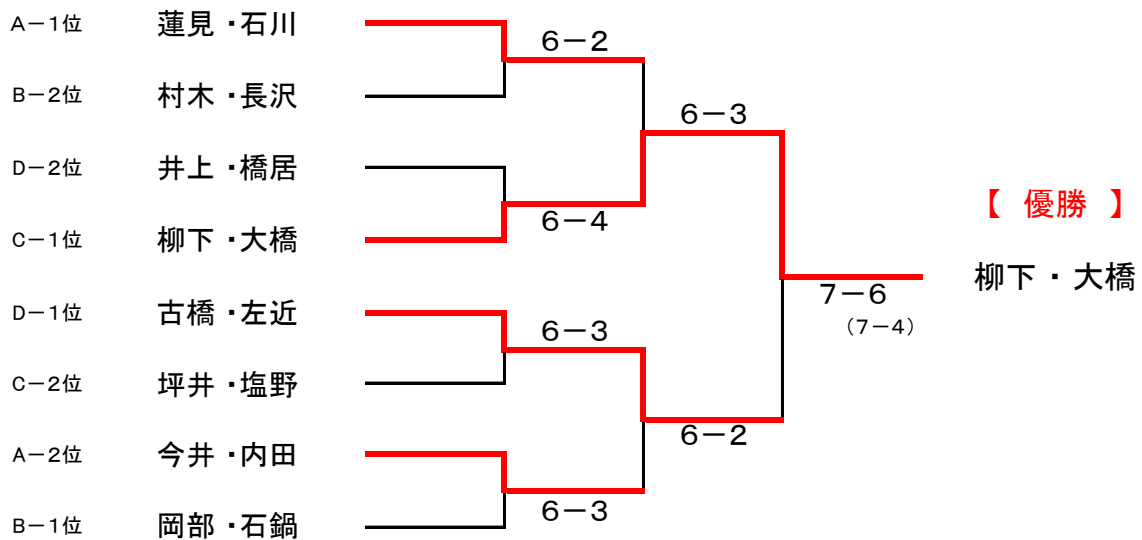 A－1位 蓮見・石川
6－2
B－2位 村木・長沢
6－3
D－2位 井上・橋居
【 優勝 】
6－4
C－1位 柳下・大橋
柳下・大橋
7－6
D－1位 古橋・左近
（7－4）
6－3
C－2位 坪井・塩野
6－2
A－2位 今井・内田
6－3
B－1位 岡部・石鍋